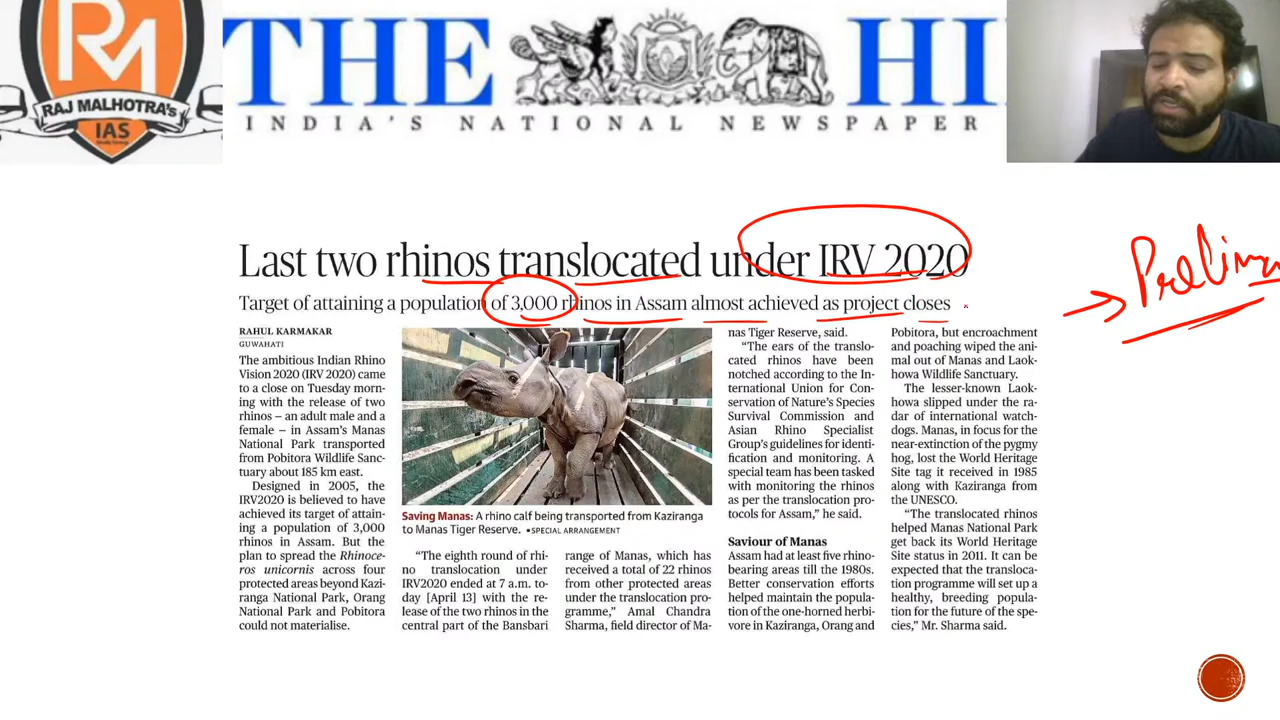 RM
RAJ MALHOTRA'S
IAS
THE HI
INDIA'S NATIONAL NEWSPAPER
Last two rhinos translocated under IRV 2020
Target of attaining a population of 3,000 rhinos in Assam almost achieved as project closes
Prelims
RAHUL KARMAKAR
GUWAHATI
The ambitious Indian Rhino
Vision 2020 (IRV 2020) came
to a close on Tuesday morn-
ing with the release of two
rhinos – an adult male and a
female – in Assam's Manas
National Park transported
from Pobitora Wildlife Sanc-
tuary about 185 km east.
Designed in 2005, the
IRV2020 is believed to have
achieved its target of attain-
ing a population of 3,000
rhinos in Assam. But the
plan to spread the Rhinoce-
ros unicornis across four
protected areas beyond Kazi-
ranga National Park, Orang
National Park and Pobitora
could not materialise.
Saving Manas: A rhino calf being transported from Kaziranga
to Manas Tiger Reserve. •SPECIAL ARRANGEMENT
"The eighth round of rhi-
no translocation under
IRV2020 ended at 7 a.m. to-
day [April 13] with the re-
lease of the two rhinos in the
central part of the Bansbari
range of Manas, which has
received a total of 22 rhinos
from other protected areas
under the translocation pro-
gramme," Amal Chandra
Sharma, field director of Ma-
nas Tiger Reserve, said.
"The ears of the translo-
cated rhinos have been
notched according to the In-
ternational Union for Con-
servation of Nature's Species
Survival Commission and
Asian Rhino Specialist
Group's guidelines for identi-
fication and monitoring. A
special team has been tasked
with monitoring the rhinos
as per the translocation pro-
tocols for Assam," he said.
Saviour of Manas
Assam had at least five rhino-
bearing areas till the 1980s.
Better conservation efforts
helped maintain the popula-
tion of the one-horned herbi-
vore in Kaziranga, Orang and
Pobitora, but encroachment
and poaching wiped the ani-
mal out of Manas and Laok-
howa Wildlife Sanctuary.
The lesser-known Laok-
howa slipped under the ra-
dar of international watch-
dogs. Manas, in focus for the
near-extinction of the pygmy
hog, lost the World Heritage
Site tag it received in 1985
along with Kaziranga from
the UNESCO.
"The translocated rhinos
helped Manas National Park
get back its World Heritage
Site status in 2011. It can be
expected that the transloca-
tion programme will set up a
healthy, breeding popula-
tion for the future of the spe-
cies," Mr. Sharma said.